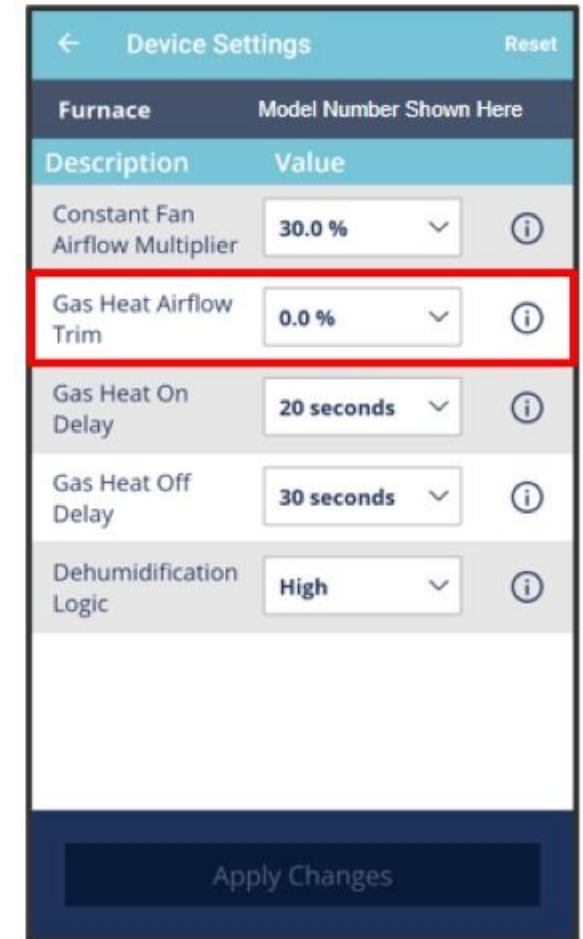 ← Device Settings Reset
Furnace Model Number Shown Here
Description Value
Constant Fan
Airflow Multiplier 30.0 %
Gas Heat Airflow
Trim 0.0 %
Gas Heat On
Delay 20 seconds
Gas Heat Off
Delay 30 seconds
Dehumidification
Logic High
Apply Changes